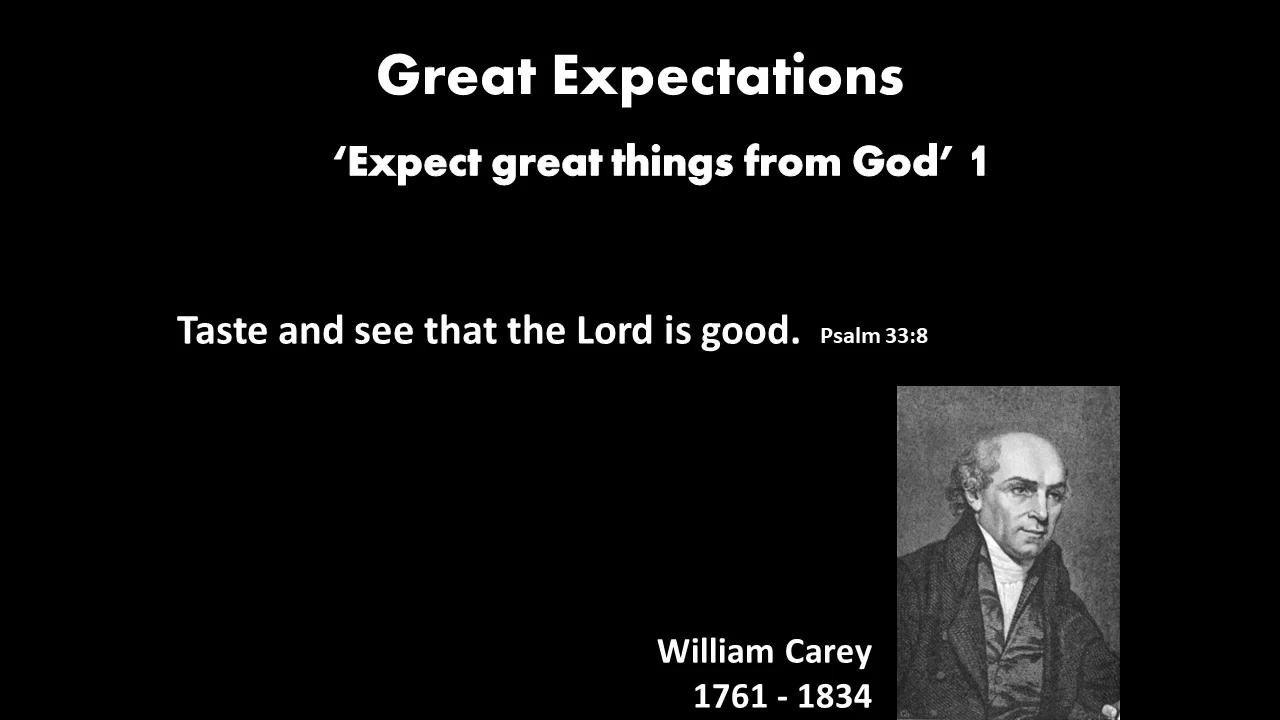 Great Expectations
‘Expect great things from God’ 1
Taste and see that the Lord is good. Psalm 33:8
William Carey
1761 - 1834